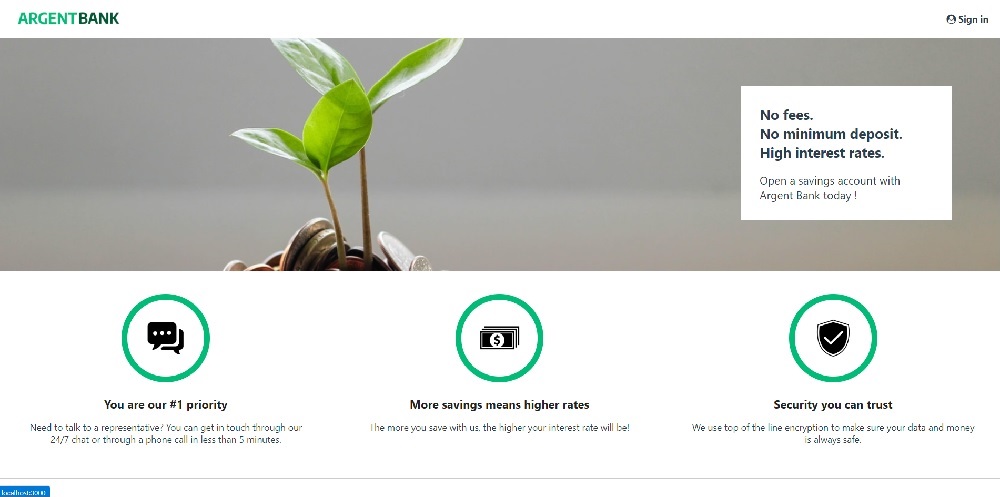 ARGENTBANK
Sign in
No fees.
No minimum deposit.
High interest rates.
Open a savings account with
Argent Bank today !
You are our #1 priority
Need to talk to a representative? You can get in touch through our
24/7 chat or through a phone call in less than 5 minutes.
More savings means higher rates
The more you save with us, the higher your interest rate will be!
Security you can trust
We use top of the line encryption to make sure your data and money
is always safe.
localhost:3000